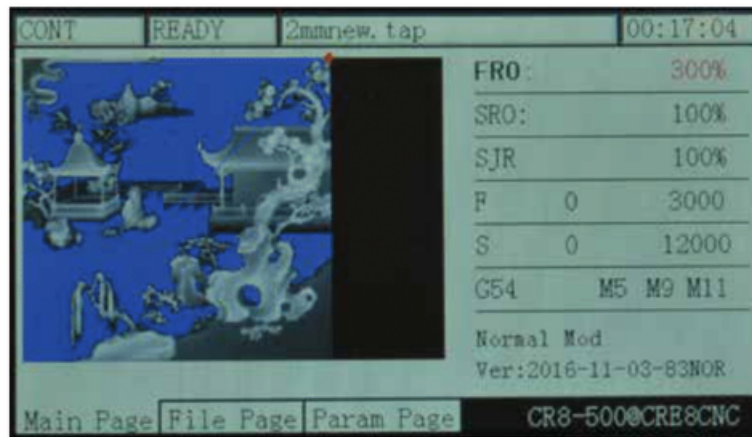 CONT READY 2mmnew.tap 00:17:04
FRO: 300%
SRO: 100%
SJR 100%
F 0 3000
S 0 12000
G54 M5 M9 M11
Normal Mod
Ver:2016-11-03-83NOR
Main Page File Page Param Page CR8-500@CRE8CNC